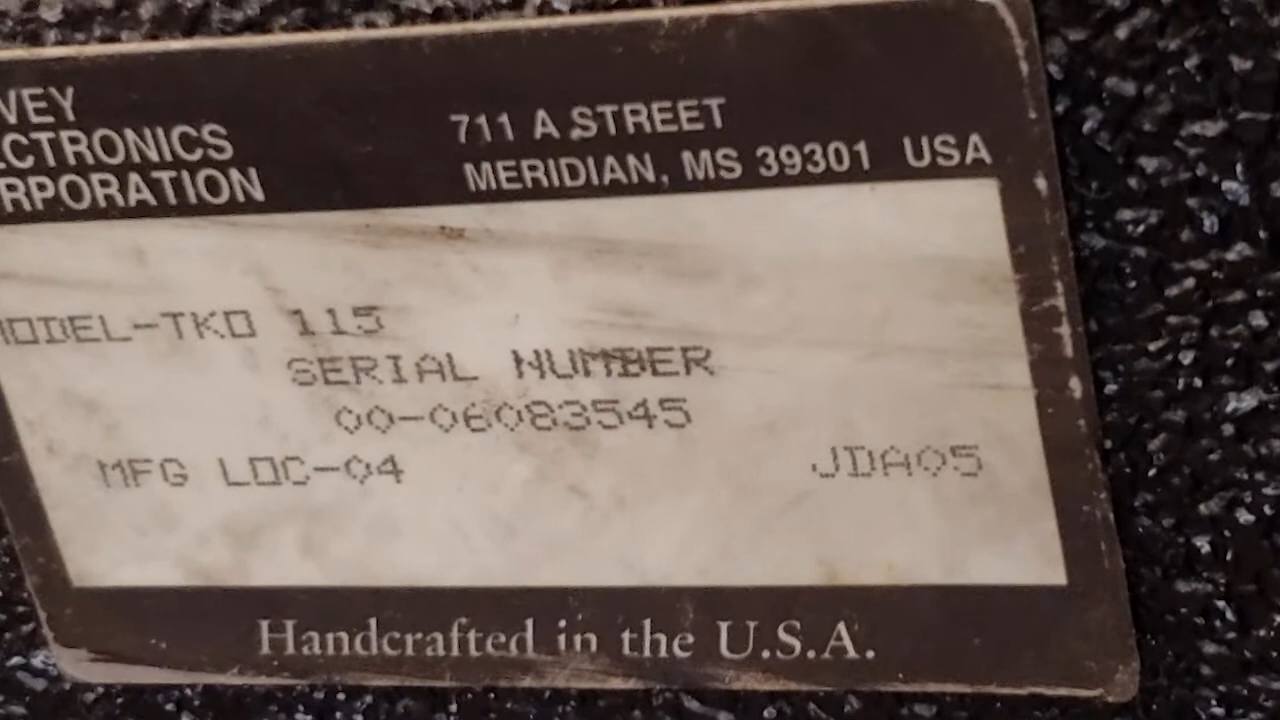 VEY
CTRONICS
RPORATION
711 A STREET
MERIDIAN, MS 39301 USA
MODEL-TKO 115
SERIAL NUMBER
00-06083545
MFG LOC-04 JDA05
Handcrafted in the U.S.A.